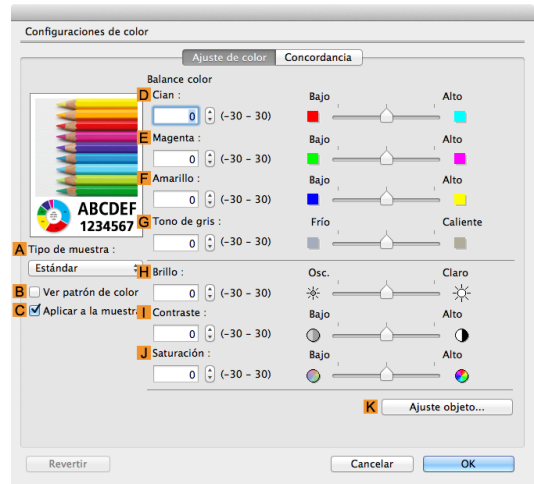 Configuraciones de color
Ajuste de color Concordancia
Balance color
D Cian : Bajo Alto
0 (-30 – 30)
E Magenta : Bajo Alto
0 (-30 – 30)
F Amarillo : Bajo Alto
0 (-30 – 30)
ABCDEF
1234567
G Tono de gris : Frío Caliente
0 (-30 – 30)
A Tipo de muestra :
Estándar
H Brillo : Osc. Claro
0 (-30 – 30)
B Ver patrón de color
C Aplicar a la muestra
I Contraste : Bajo Alto
0 (-30 – 30)
J Saturación : Bajo Alto
0 (-30 – 30)
K Ajuste objeto...
Revertir Cancelar OK